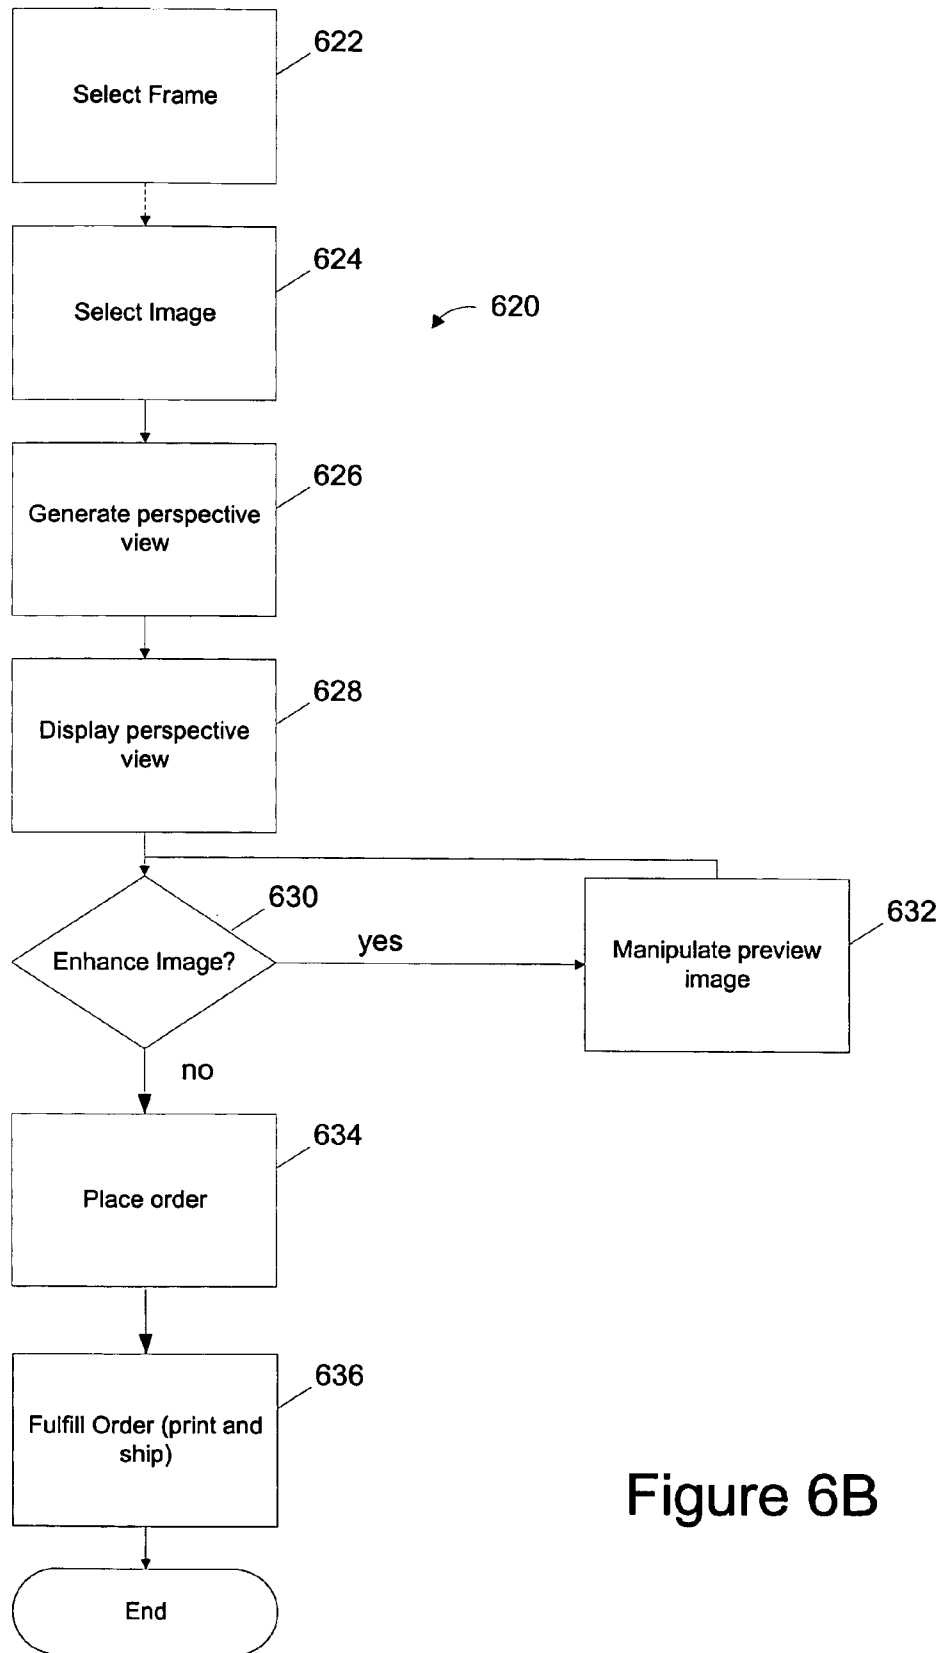 622
Select Frame
624
Select Image
620
626
Generate perspective
view
628
Display perspective
view
630
Enhance Image?
yes
632
Manipulate preview
image
no
634
Place order
636
Fulfill Order (print and
ship)
Figure 6B
End